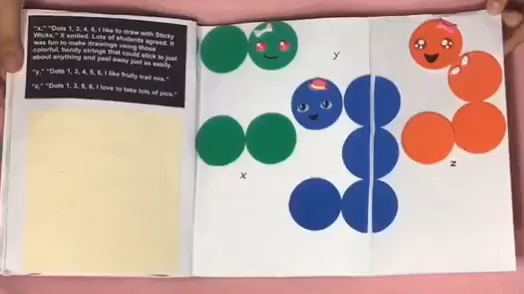 "x," "Dots 1, 3, 4, 6, I like to draw with Sticky
Wicks," X smiled. Lots of students agreed. It
was fun to make drawings using those
colorful, bendy strings that could stick to just
about anything and peel away just as easily.
"y," "Dots 1, 3, 4, 5, 6, I like fruity trail mix."
"z," "Dots 1, 3, 5, 6, I love to take lots of pics."
y
x
z